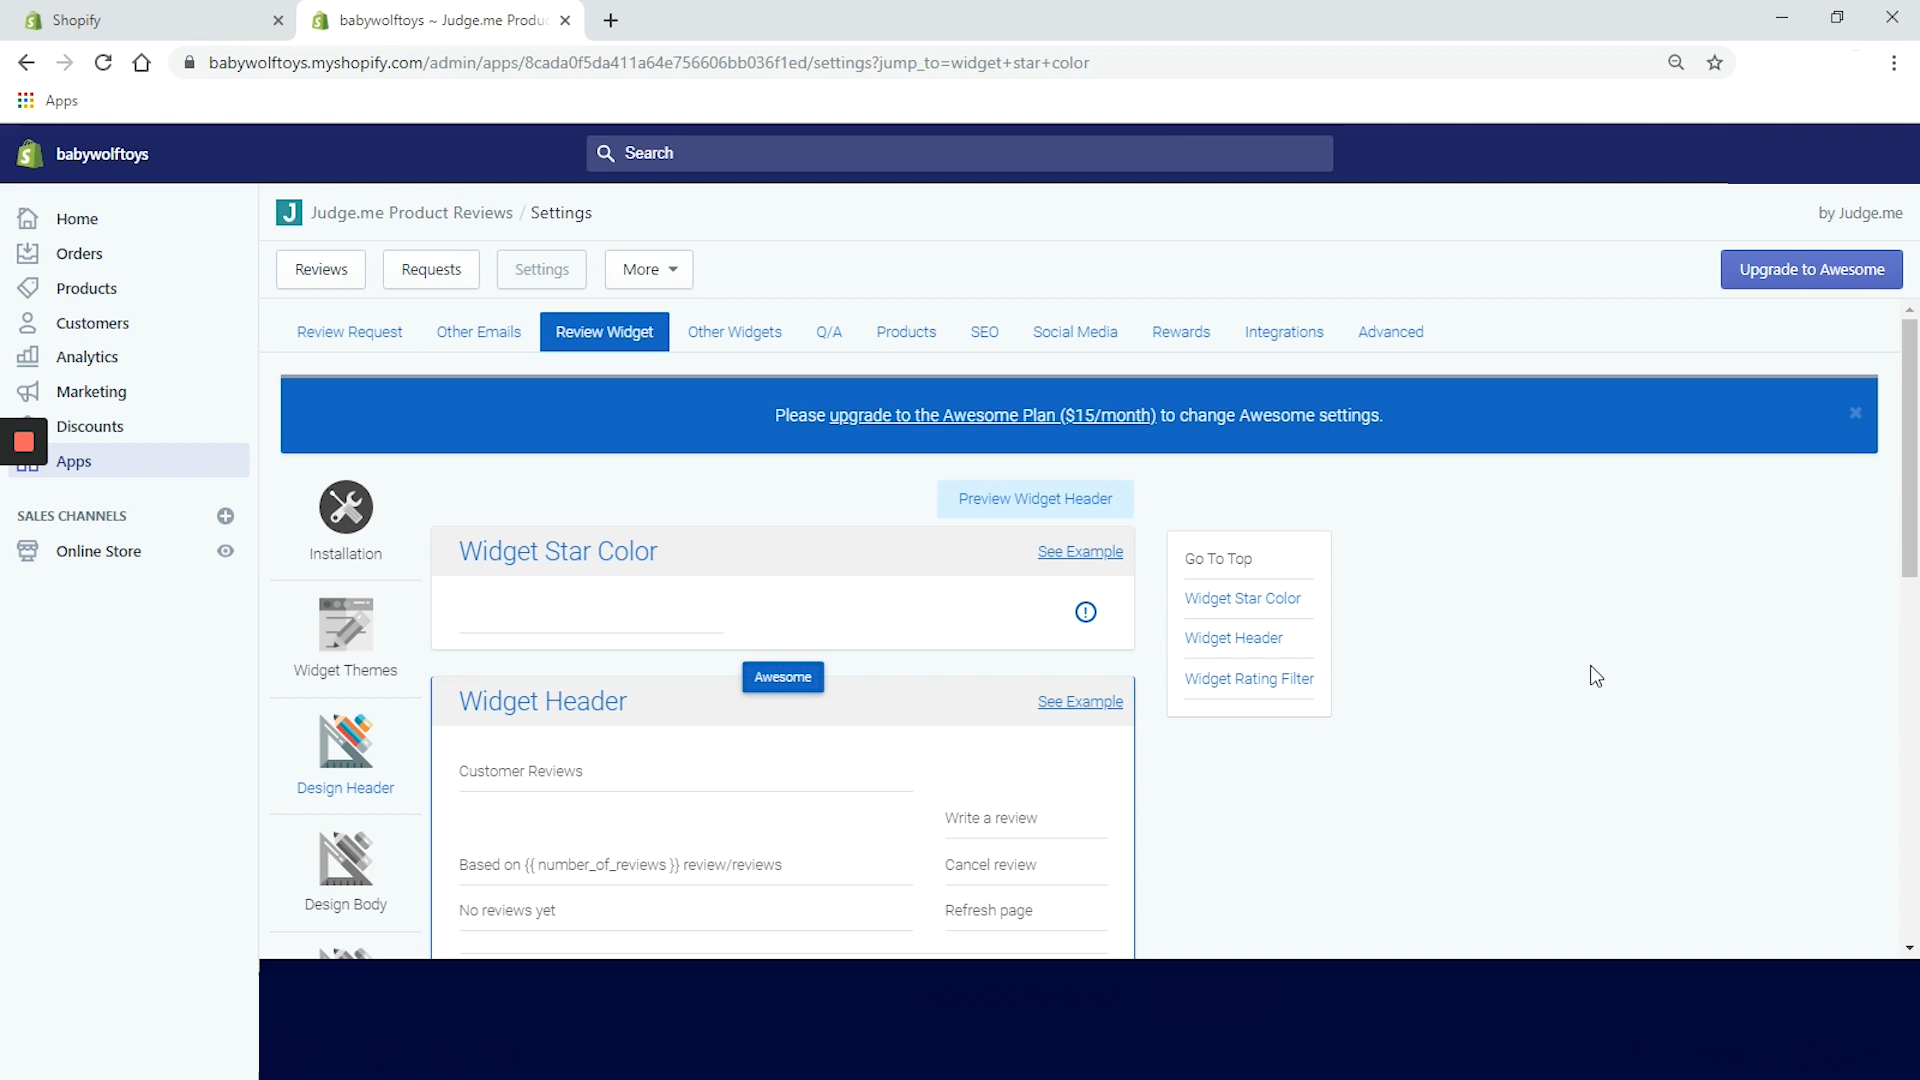 Shopify
babywolftoys ~ Judge.me Produc
babywolftoys.myshopify.com/admin/apps/8cada0f5da411a64e756606bb036f1ed/settings?jump_to=widget+star+color
Apps
babywolftoys
Search
Home
Orders
Products
Customers
Analytics
Marketing
Discounts
Apps
SALES CHANNELS
Online Store
J Judge.me Product Reviews / Settings
by Judge.me
Reviews Requests Settings More
Upgrade to Awesome
Review Request Other Emails Review Widget Other Widgets Q/A Products SEO Social Media Rewards Integrations Advanced
Please upgrade to the Awesome Plan ($15/month) to change Awesome settings.
Installation
Widget Themes
Design Header
Design Body
Preview Widget Header
Widget Star Color
See Example
Awesome
Widget Header
See Example
Customer Reviews
Write a review
Based on {{ number_of_reviews }} review/reviews
Cancel review
No reviews yet
Refresh page
Go To Top
Widget Star Color
Widget Header
Widget Rating Filter